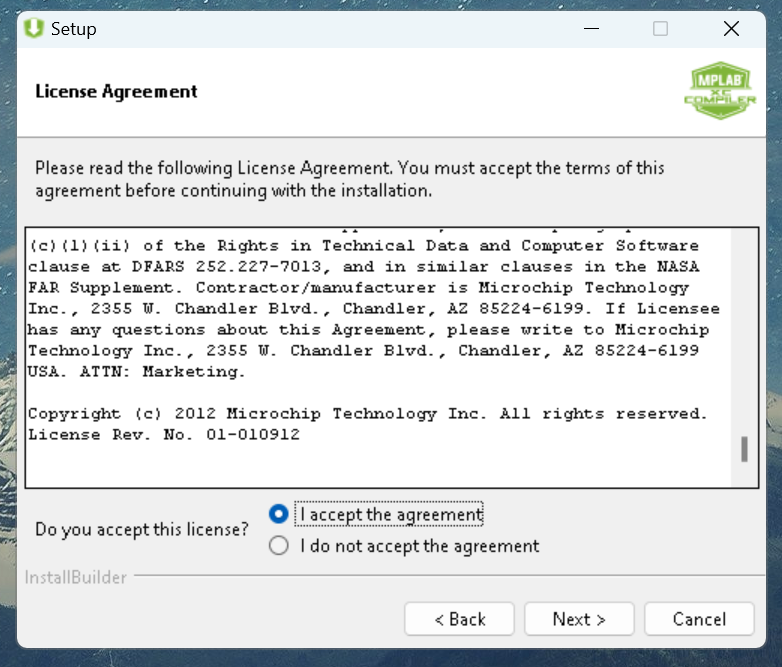 Setup
License Agreement
MPLAB
XC
COMPILER
Please read the following License Agreement. You must accept the terms of this
agreement before continuing with the installation.
(c)(1)(ii) of the Rights in Technical Data and Computer Software
clause at DFARS 252.227-7013, and in similar clauses in the NASA
FAR Supplement. Contractor/manufacturer is Microchip Technology
Inc., 2355 W. Chandler Blvd., Chandler, AZ 85224-6199. If Licensee
has any questions about this Agreement, please write to Microchip
Technology Inc., 2355 W. Chandler Blvd., Chandler, AZ 85224-6199
USA. ATTN: Marketing.
Copyright (c) 2012 Microchip Technology Inc. All rights reserved.
License Rev. No. 01-010912
Do you accept this license?
I accept the agreement
I do not accept the agreement
InstallBuilder
< Back
Next >
Cancel